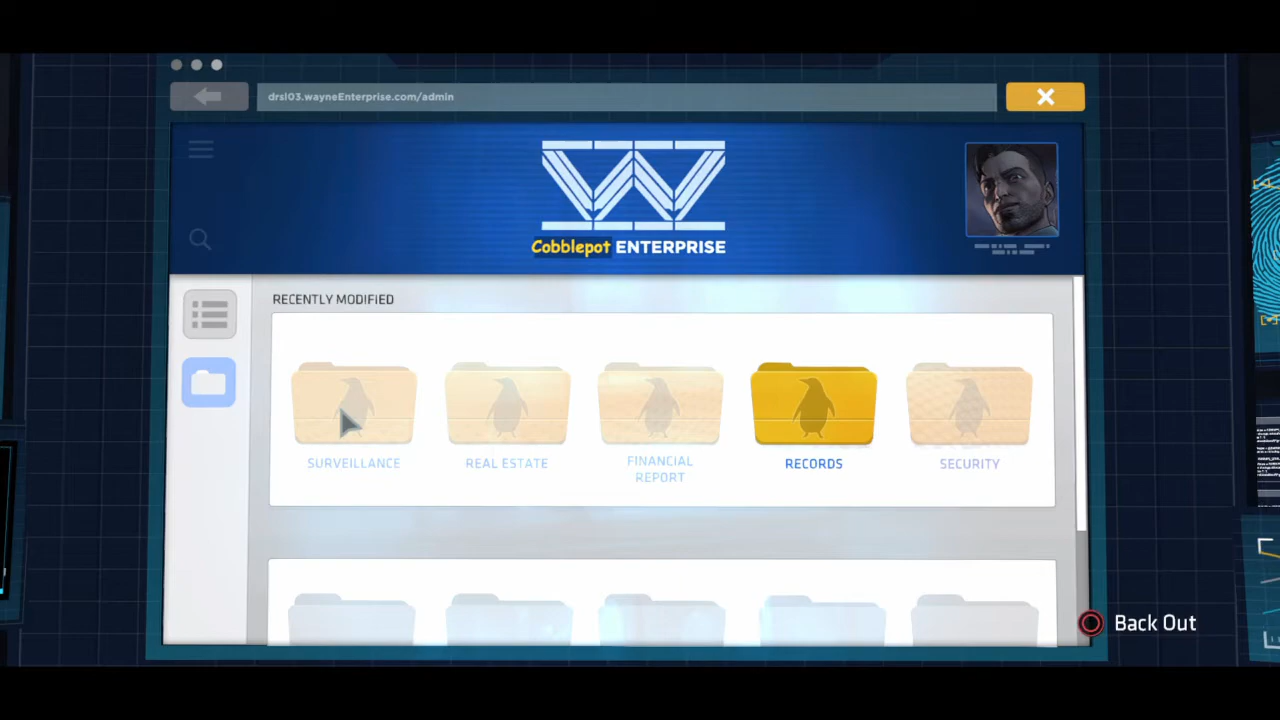 drsl03.wayneEnterprise.com/admin
Cobblepot ENTERPRISE
RECENTLY MODIFIED
SURVEILLANCE
REAL ESTATE
FINANCIAL
REPORT
RECORDS
SECURITY
Back Out